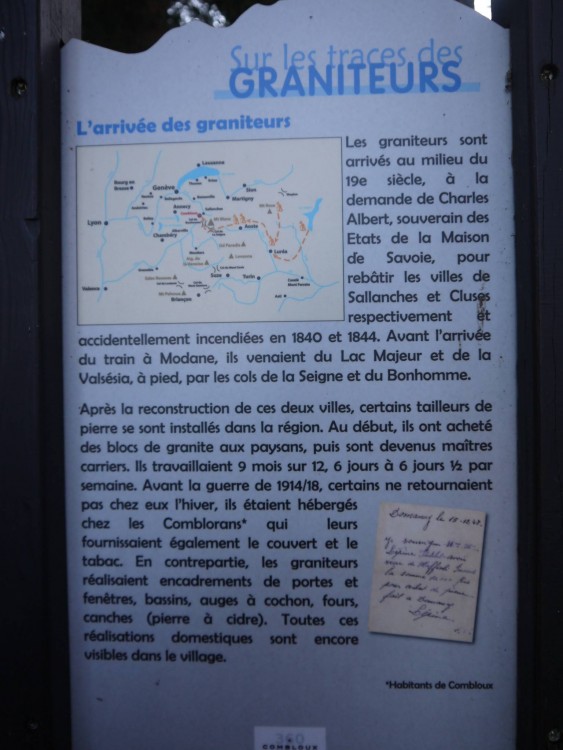 Sur les traces des
GRANITEURS
L'arrivée des graniteurs
Lausanne
Genève
Sion
Martigny
Annecy
Lyon
Aoste
Chambéry
Suse
Turin
Valence
Briançon
Les graniteurs sont
arrivés au milieu du
19e siècle, à la
demande de Charles
Albert, souverain des
Etats de la Maison
de Savoie, pour
rebâtir les villes de
Sallanches et Cluses
respectivement et
accidentellement incendiées en 1840 et 1844. Avant l'arrivée
du train à Modane, ils venaient du Lac Majeur et de la
Valsésia, à pied, par les cols de la Seigne et du Bonhomme.
Après la reconstruction de ces deux villes, certains tailleurs de
pierre se sont installés dans la région. Au début, ils ont acheté
des blocs de granite aux paysans, puis sont devenus maîtres
carriers. Ils travaillaient 9 mois sur 12, 6 jours à 6 jours ½ par
semaine. Avant la guerre de 1914/18, certains ne retournaient
pas chez eux l'hiver, ils étaient hébergés
chez les Comblorans* qui leurs
fournissaient également le couvert et le
tabac. En contrepartie, les graniteurs
réalisaient encadrements de portes et
fenêtres, bassins, auges à cochon, fours,
canches (pierre à cidre). Toutes ces
réalisations domestiques sont encore
visibles dans le village.
*Habitants de Combloux
360
COMBLOUX